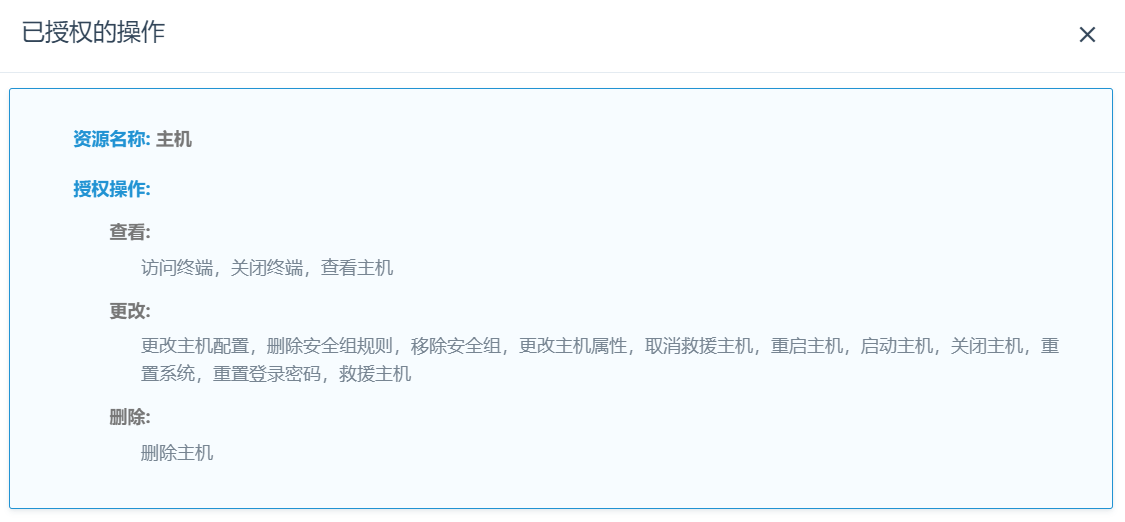 已授权的操作
资源名称: 主机
授权操作:
查看:
访问终端，关闭终端，查看主机
更改:
更改主机配置，删除安全组规则，移除安全组，更改主机属性，取消救援主机，重启主机，启动主机，关闭主机，重
置系统，重置登录密码，救援主机
删除:
删除主机